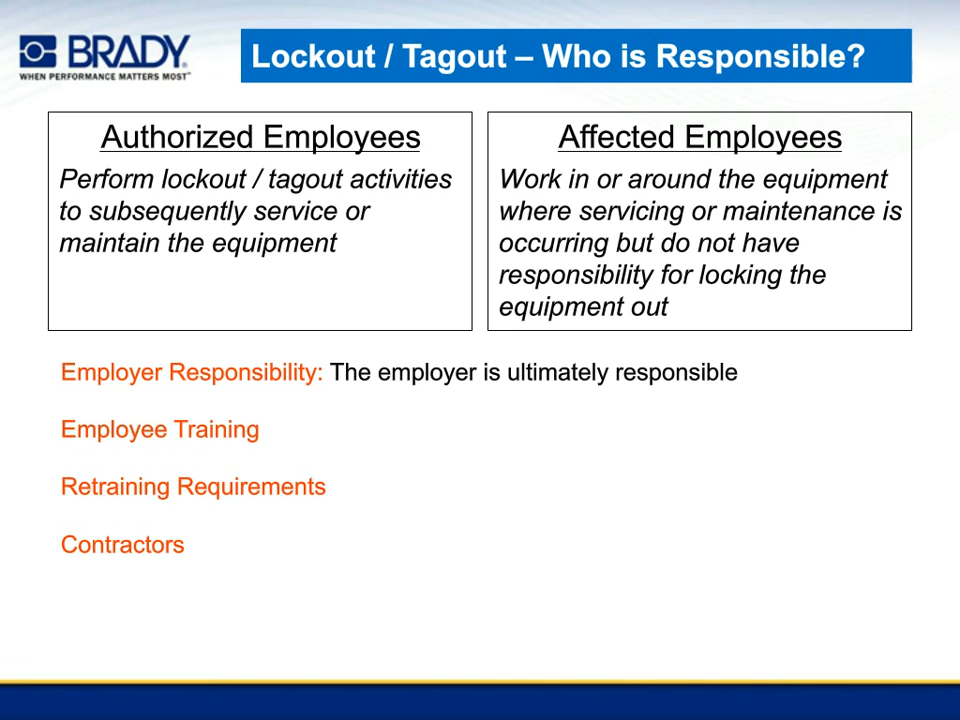 BRADY
WHEN PERFORMANCE MATTERS MOST™
Lockout / Tagout – Who is Responsible?
Authorized Employees
Perform lockout / tagout activities
to subsequently service or
maintain the equipment
Affected Employees
Work in or around the equipment
where servicing or maintenance is
occurring but do not have
responsibility for locking the
equipment out
Employer Responsibility: The employer is ultimately responsible
Employee Training
Retraining Requirements
Contractors